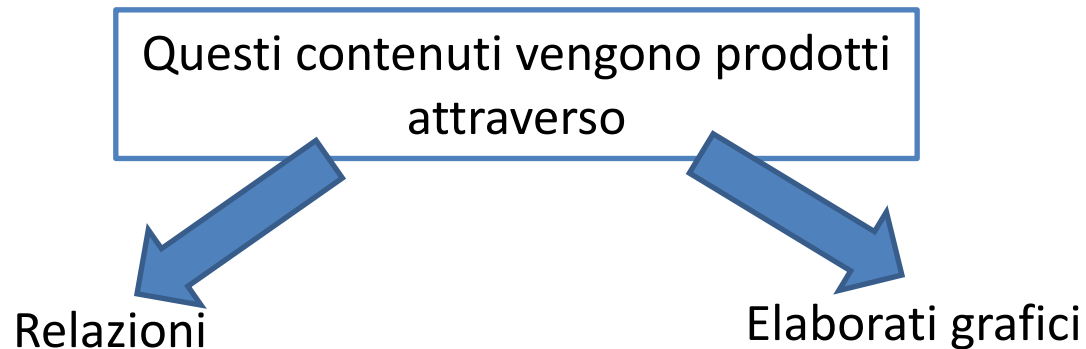 Questi contenuti vengono prodotti
attraverso
Relazioni
Elaborati grafici